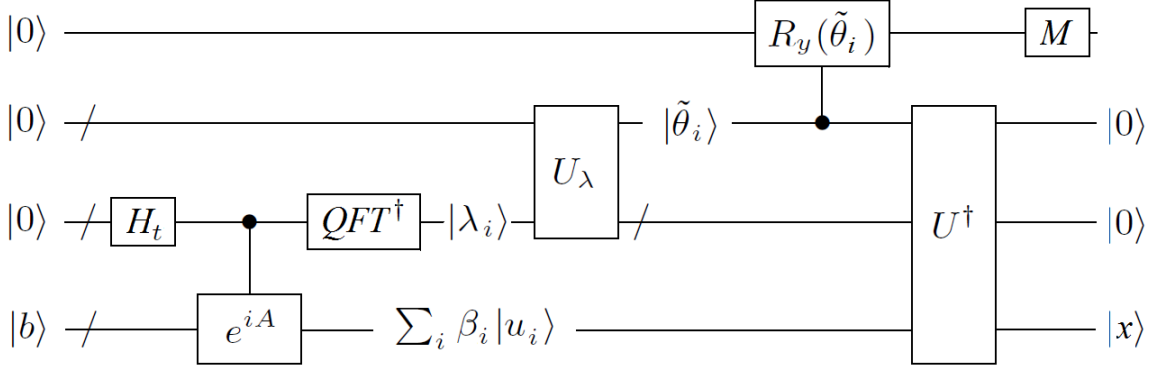 |0⟩ R_y(θ̃_i) M
|0⟩ |θ̃_i⟩ |0⟩
U_λ
|0⟩ H_t QFT† |λ_i⟩ U† |0⟩
|b⟩ e^{iA} ∑_i β_i|u_i⟩ |x⟩